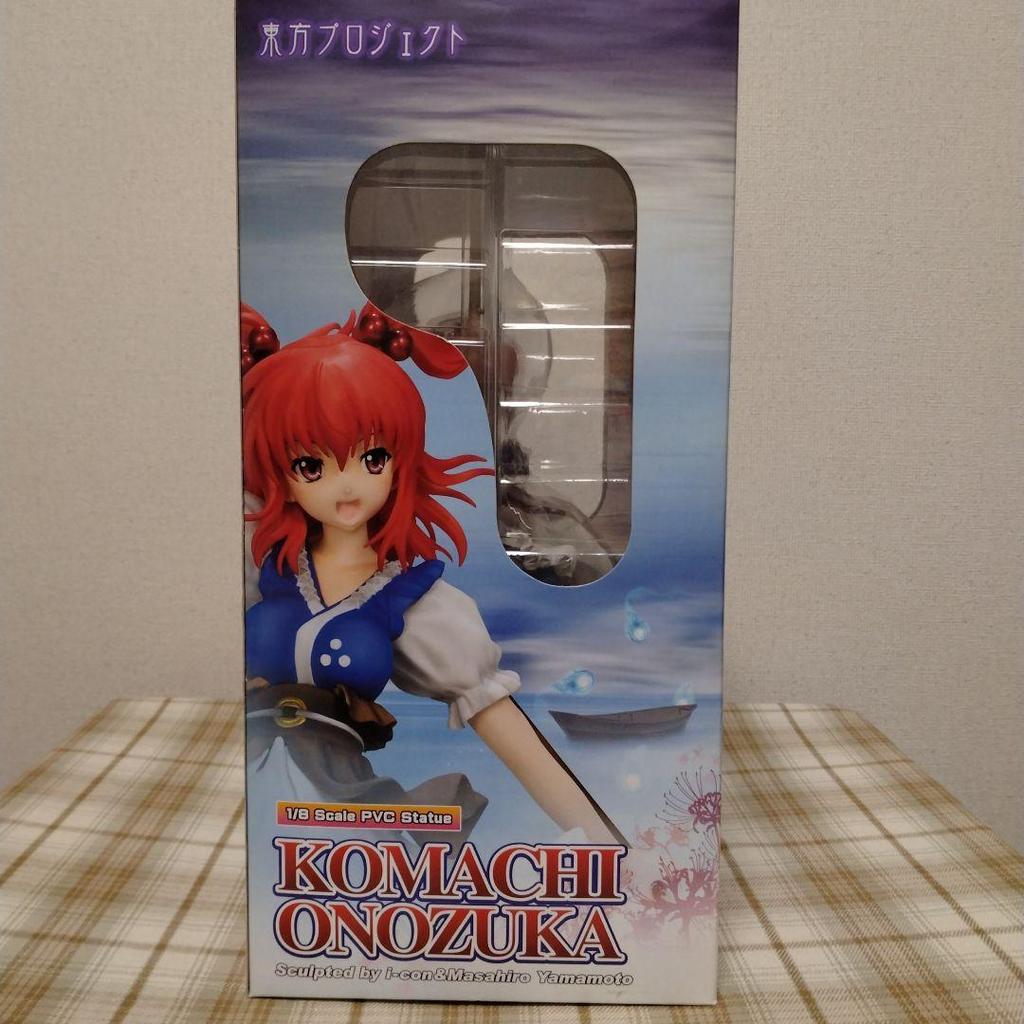 東方プロジェクト
1/8 Scale PVC Statue
KOMACHI
ONOZUKA
Sculpted by i-con&Masahiro Yamamoto